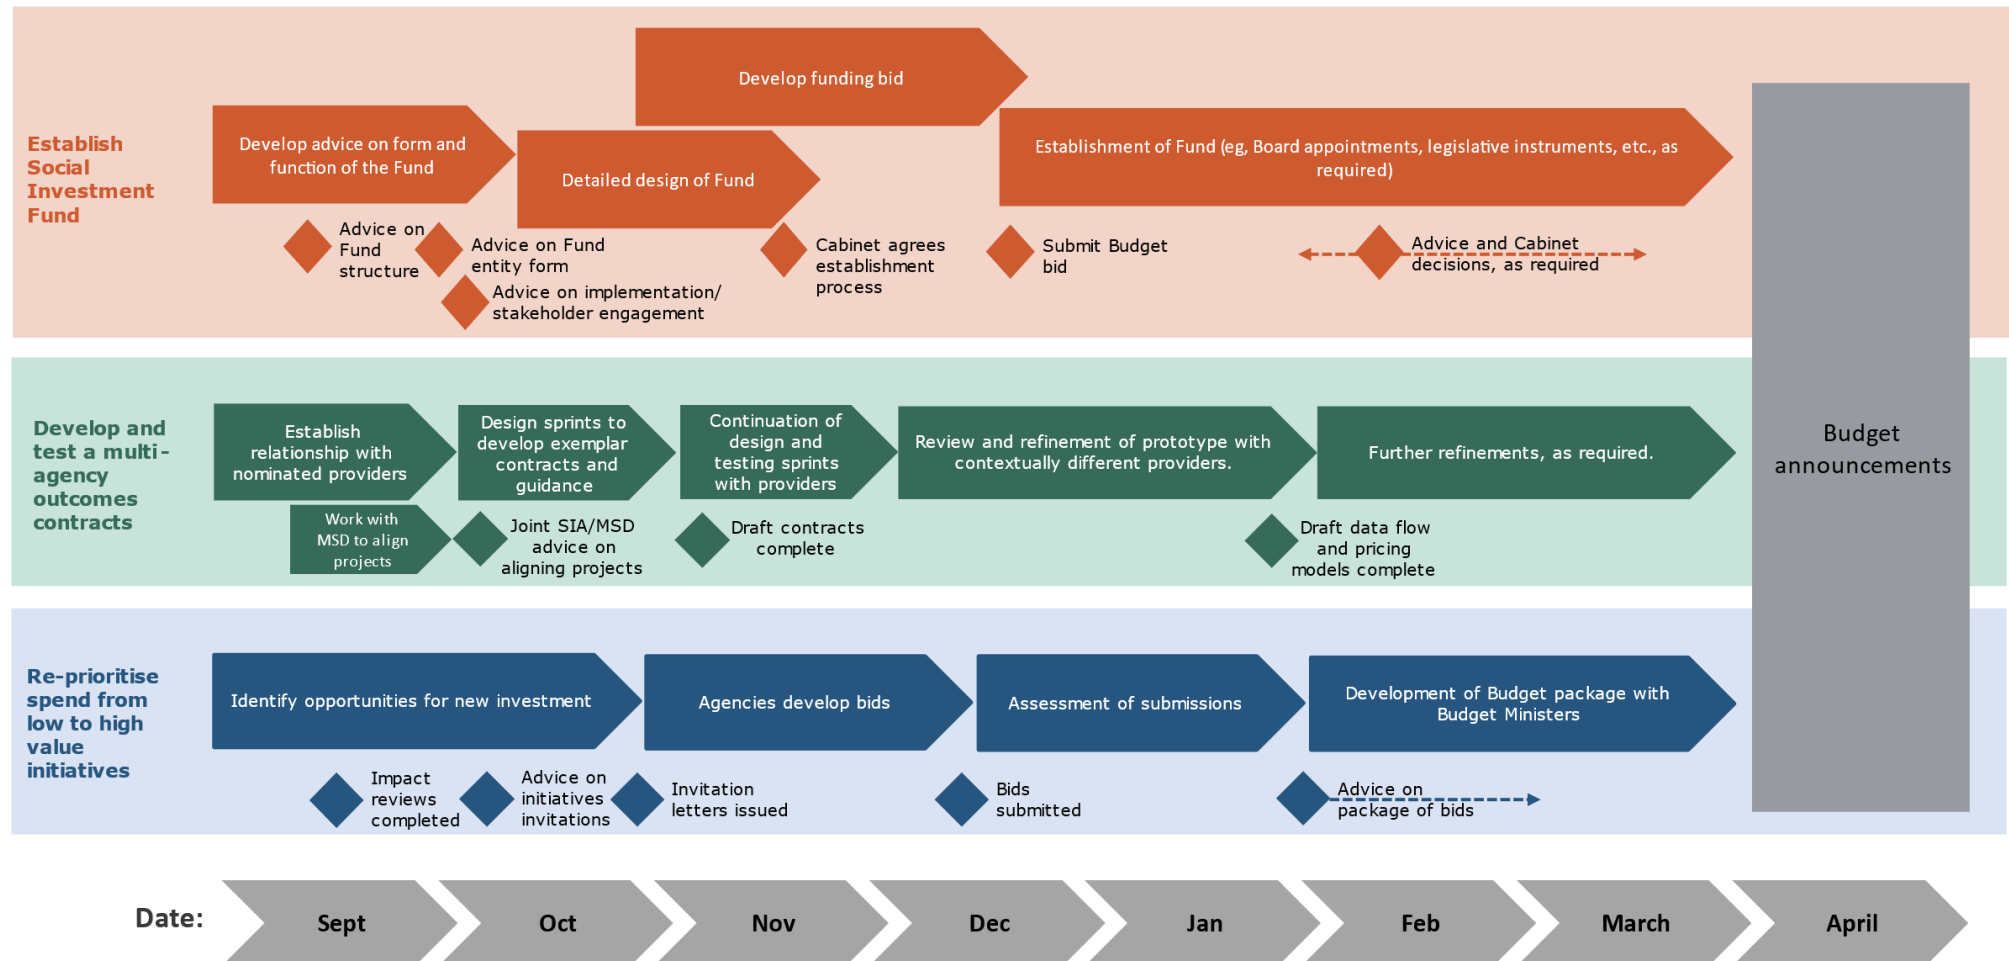 Establish
Social
Investment
Fund
Develop funding bid
Develop advice on form and
function of the Fund
Detailed design of Fund
Establishment of Fund (eg, Board appointments, legislative instruments, etc., as
required)
Advice on
Fund
structure
Advice on Fund
entity form
Advice on implementation/
stakeholder engagement
Cabinet agrees
establishment
process
Submit Budget
bid
Advice and Cabinet
decisions, as required
Develop and
test a multi-
agency
outcomes
contracts
Establish
relationship with
nominated providers
Design sprints to
develop exemplar
contracts and
guidance
Continuation of
design and
testing sprints
with providers
Review and refinement of prototype with
contextually different providers.
Further refinements, as required.
Work with
MSD to align
projects
Joint SIA/MSD
advice on
aligning projects
Draft contracts
complete
Draft data flow
and pricing
models complete
Budget
announcements
Re-prioritise
spend from
low to high
value
initiatives
Identify opportunities for new investment
Agencies develop bids
Assessment of submissions
Development of Budget package with
Budget Ministers
Impact
reviews
completed
Advice on
initiatives
invitations
Invitation
letters issued
Bids
submitted
Advice on
package of bids
Date:
Sept
Oct
Nov
Dec
Jan
Feb
March
April